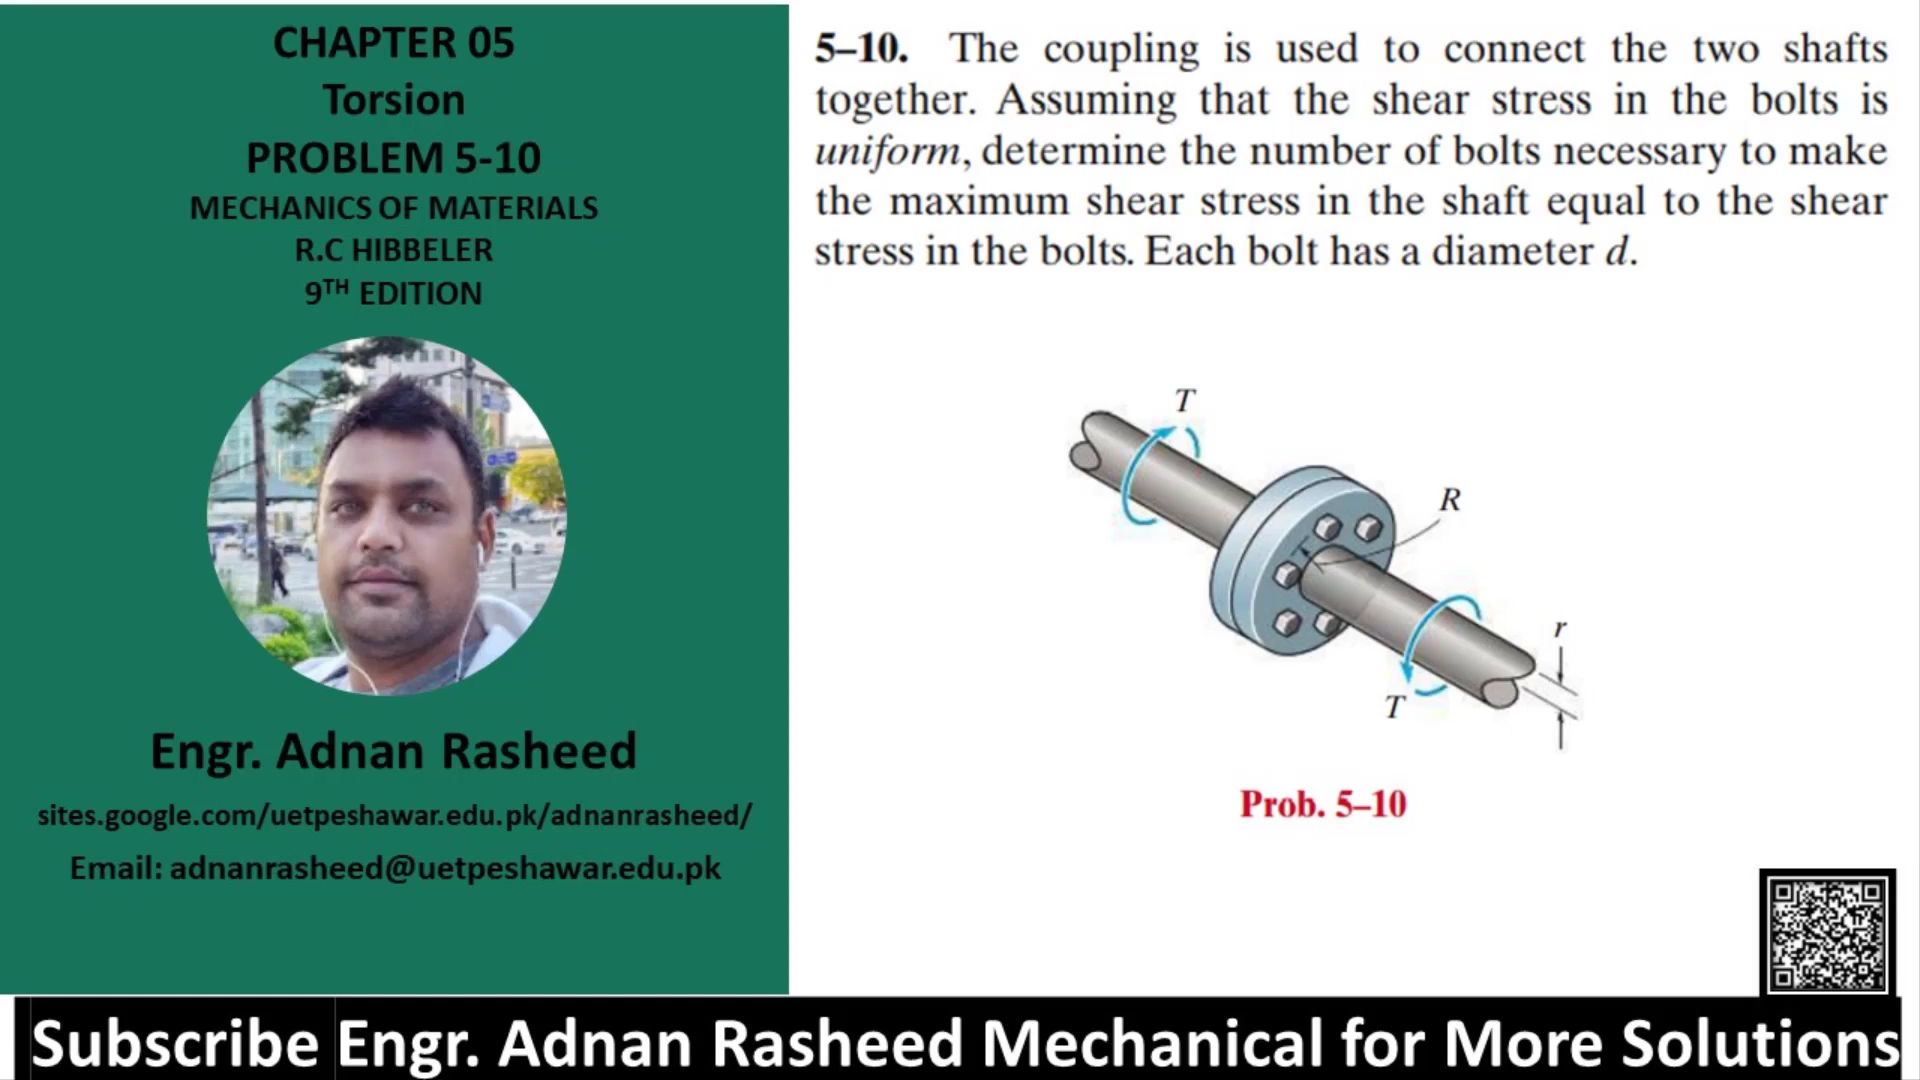 CHAPTER 05
Torsion
PROBLEM 5-10
MECHANICS OF MATERIALS
R.C HIBBELER
9TH EDITION
Engr. Adnan Rasheed
sites.google.com/uetpeshawar.edu.pk/adnanrasheed/
Email: adnanrasheed@uetpeshawar.edu.pk
5–10. The coupling is used to connect the two shafts
together. Assuming that the shear stress in the bolts is
uniform, determine the number of bolts necessary to make
the maximum shear stress in the shaft equal to the shear
stress in the bolts. Each bolt has a diameter d.
T
R
r
T
Prob. 5–10
Subscribe Engr. Adnan Rasheed Mechanical for More Solutions